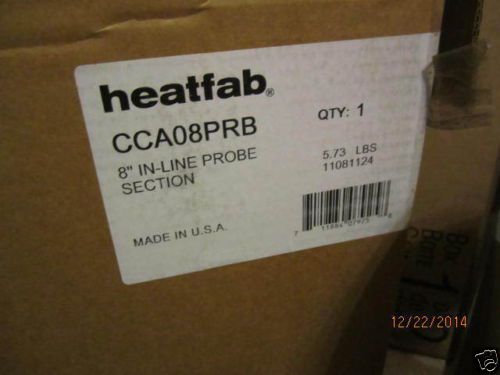 heatfab®
CCA08PRB
QTY: 1
8" IN-LINE PROBE
SECTION
5.73 LBS
11081124
MADE IN U.S.A.
12/22/2014